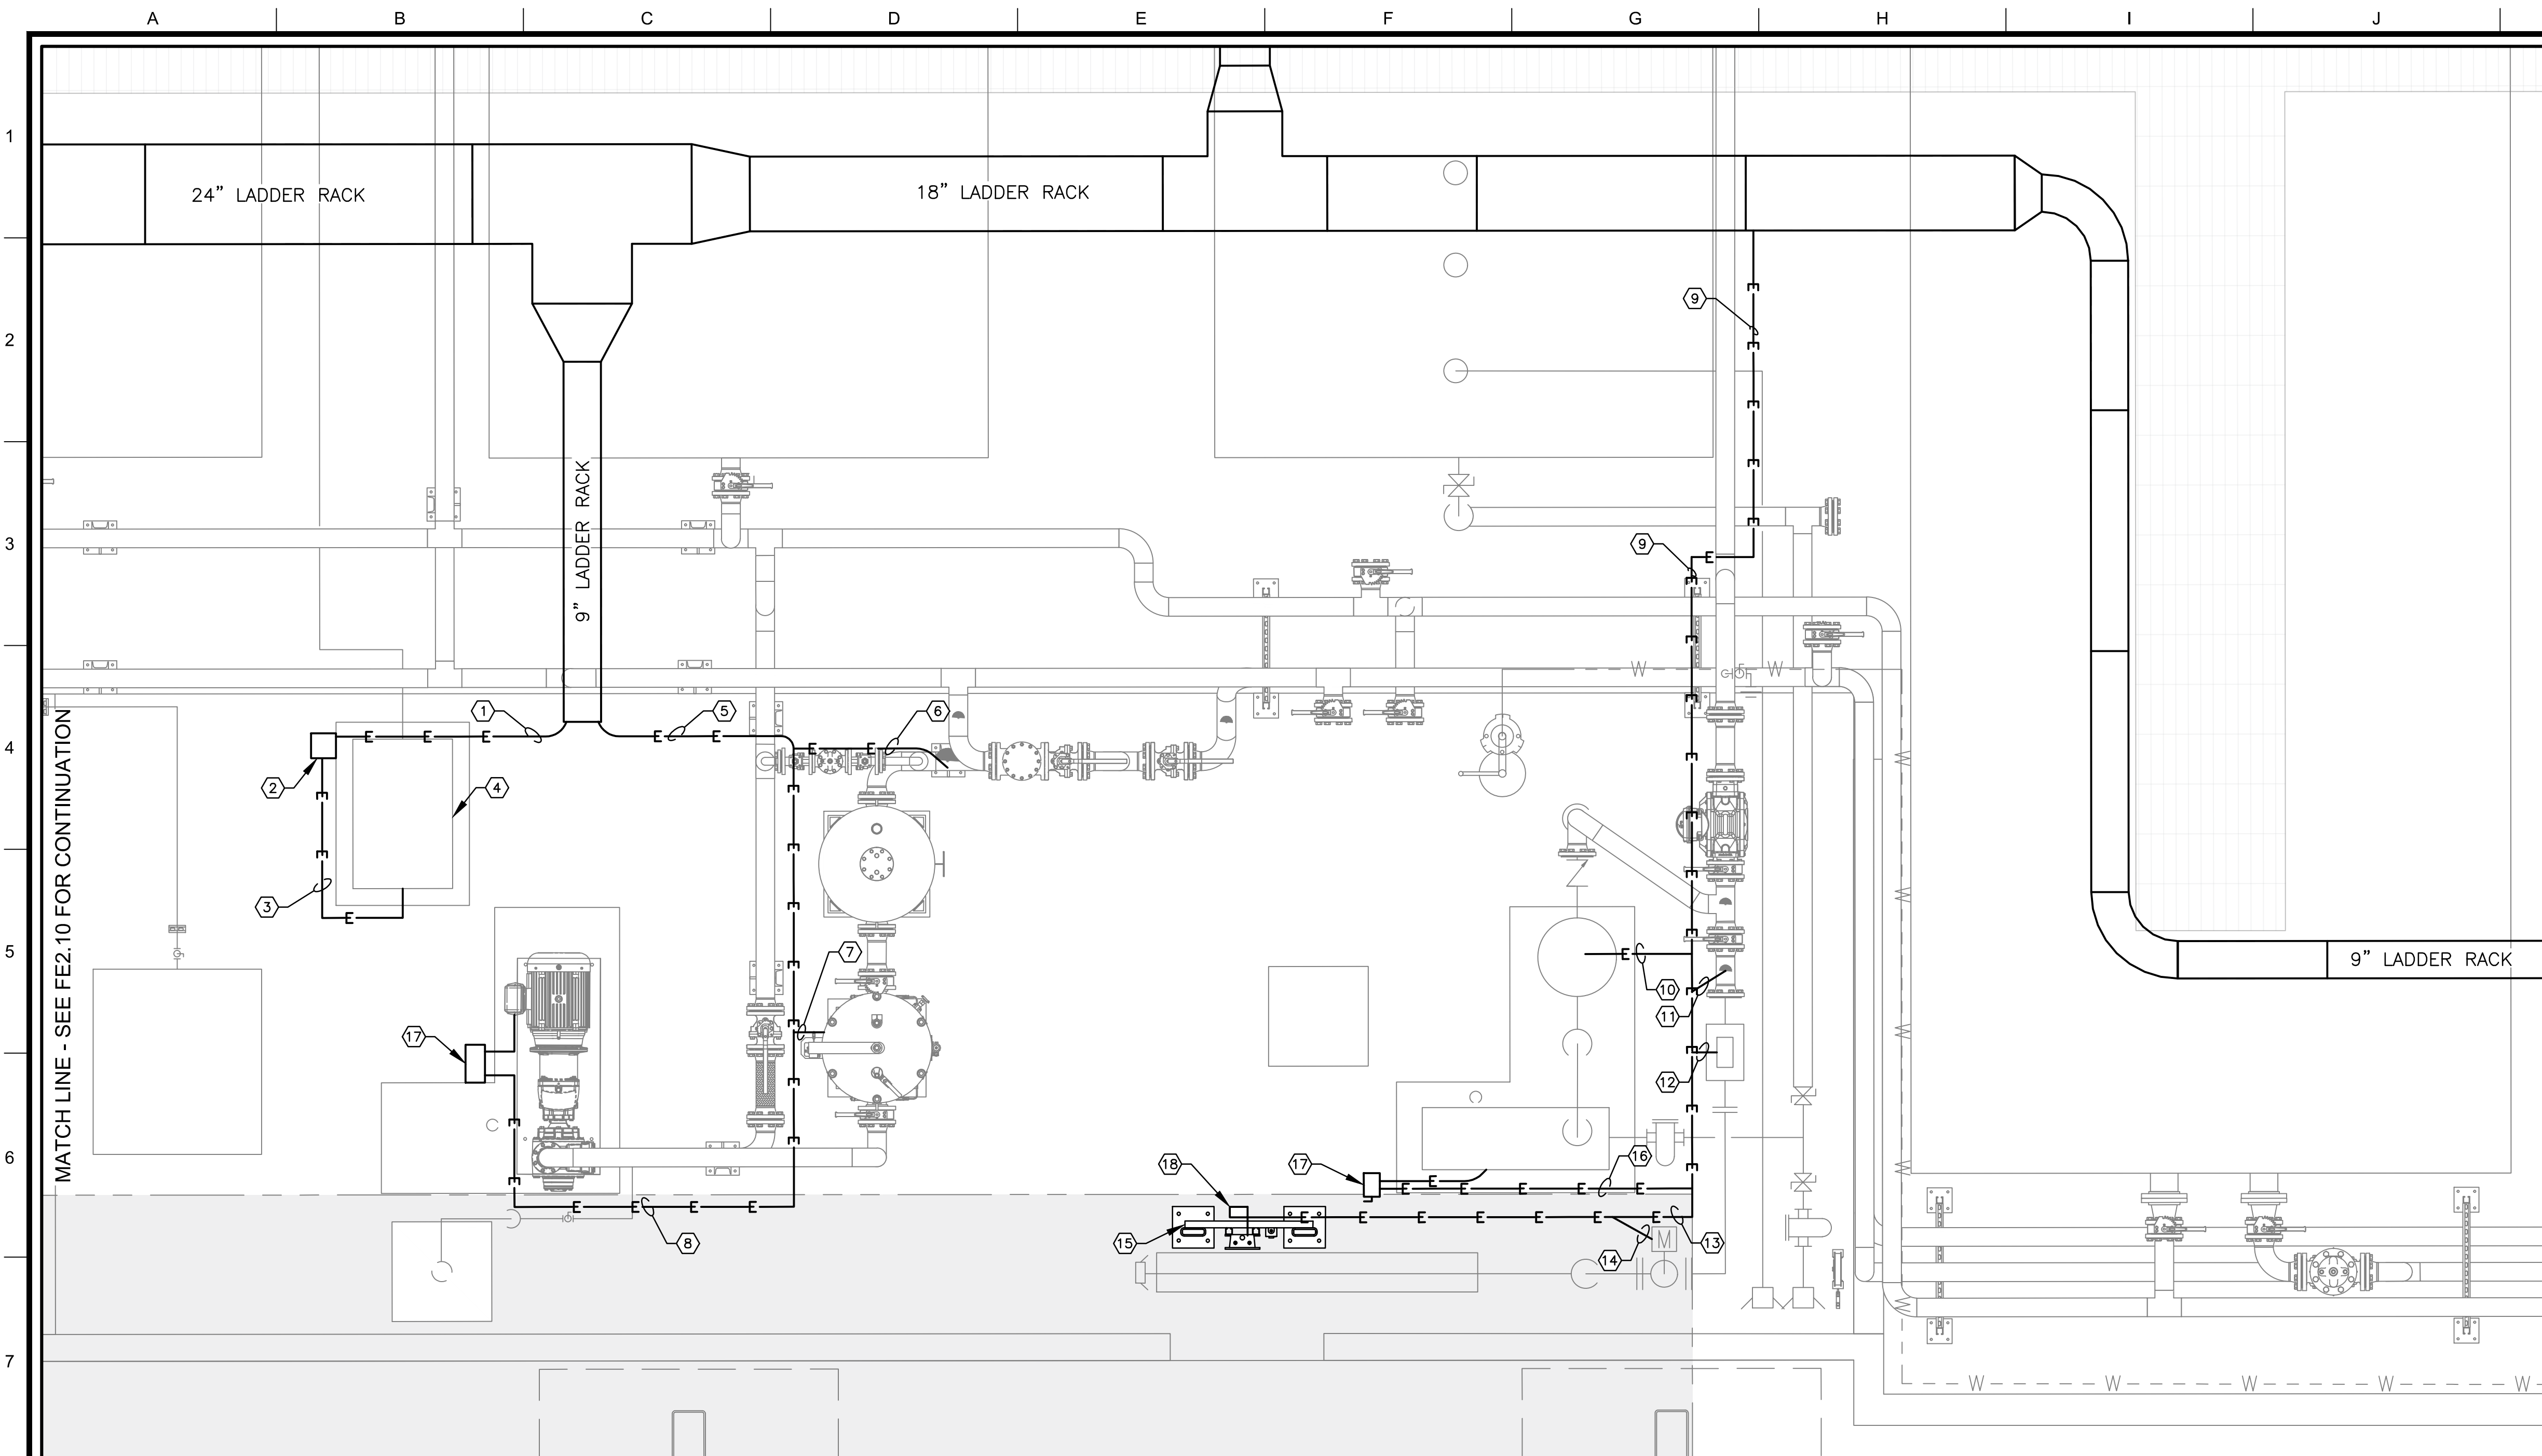 A B C D E F G H I J
1
24” LADDER RACK
18” LADDER RACK
9
2
9” LADDER RACK
3
9
W W
G
4
1
5
6
2
4
3
MATCH LINE - SEE FE2.10 FOR CONTINUATION
5
G
7
9” LADDER RACK
10
11
17
12
6
18
17
16
8
15
14
M
13
7
W W W W W
E E E
E E
E E
E
E
E
E E E E
E E E E E
E E E E E E E